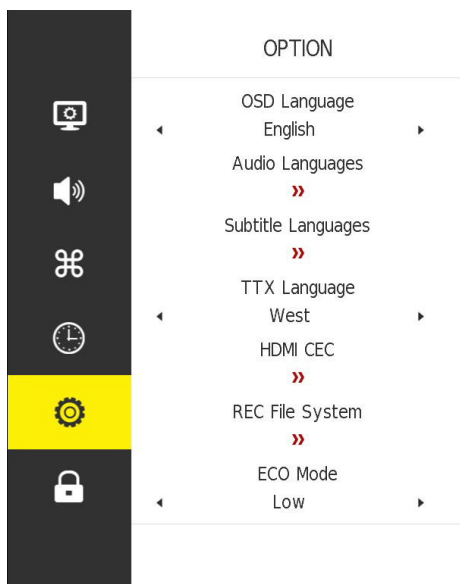 OPTION
OSD Language
English
Audio Languages
»
Subtitle Languages
»
TTX Language
West
HDMI CEC
»
REC File System
»
ECO Mode
Low